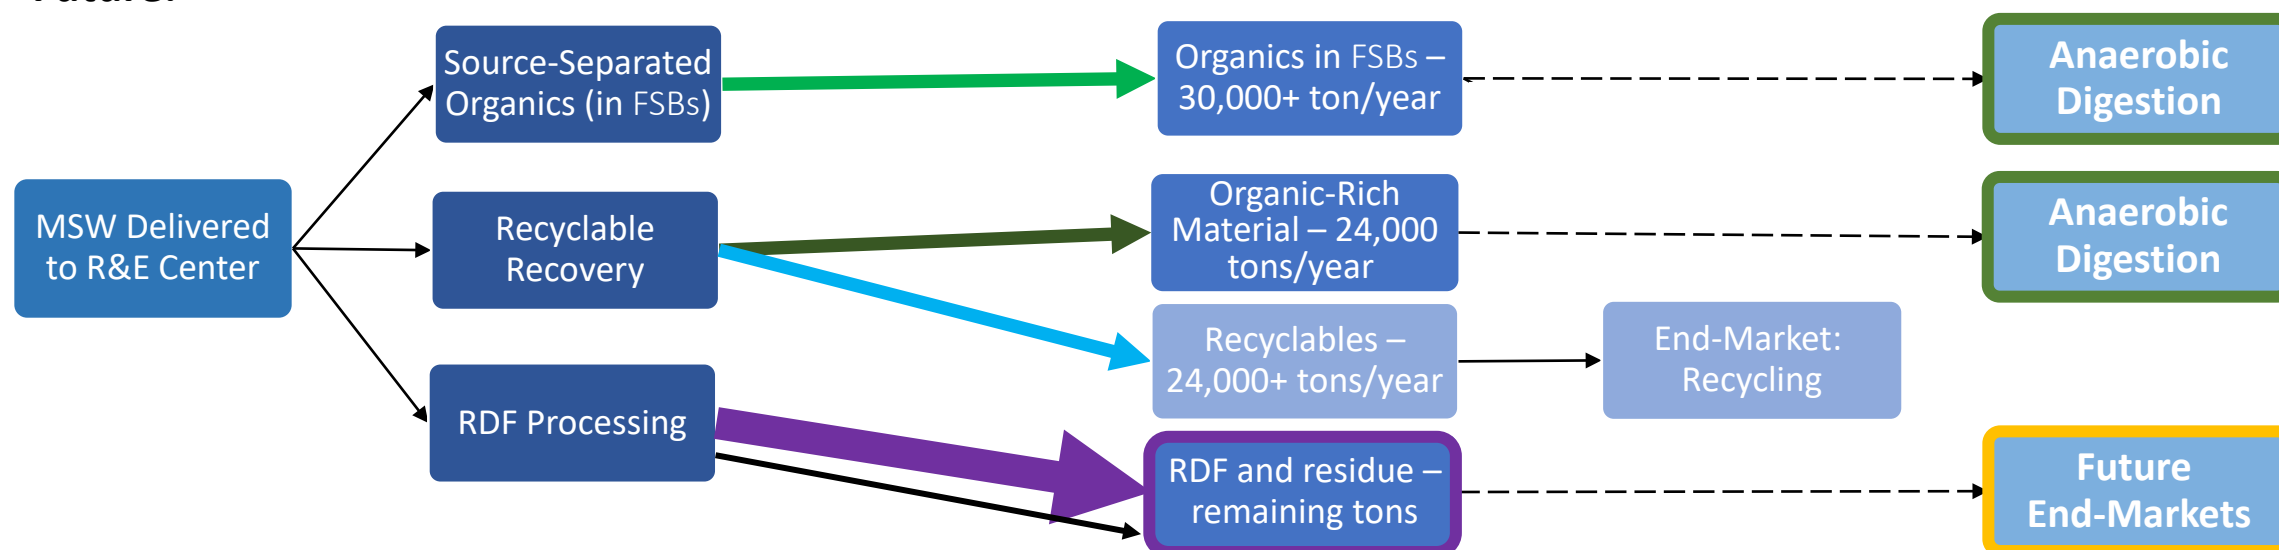 Source-Separated
Organics (in FSBs)
Organics in FSBs –
30,000+ ton/year
Anaerobic
Digestion
MSW Delivered
to R&E Center
Recyclable
Recovery
Organic-Rich
Material – 24,000
tons/year
Anaerobic
Digestion
Recyclables –
24,000+ tons/year
End-Market:
Recycling
RDF Processing
RDF and residue –
remaining tons
Future
End-Markets